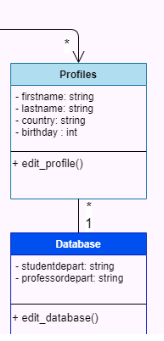 *
Profiles
- firstname: string
- lastname: string
- country: string
- birthday : int
+ edit_profile()
*
1
Database
- studentdepart: string
- professordepart: string
+ edit_database()